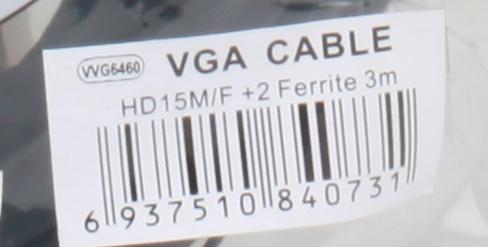 VVG6460 VGA CABLE
HD15M/F +2 Ferrite 3m
6 937510 840731